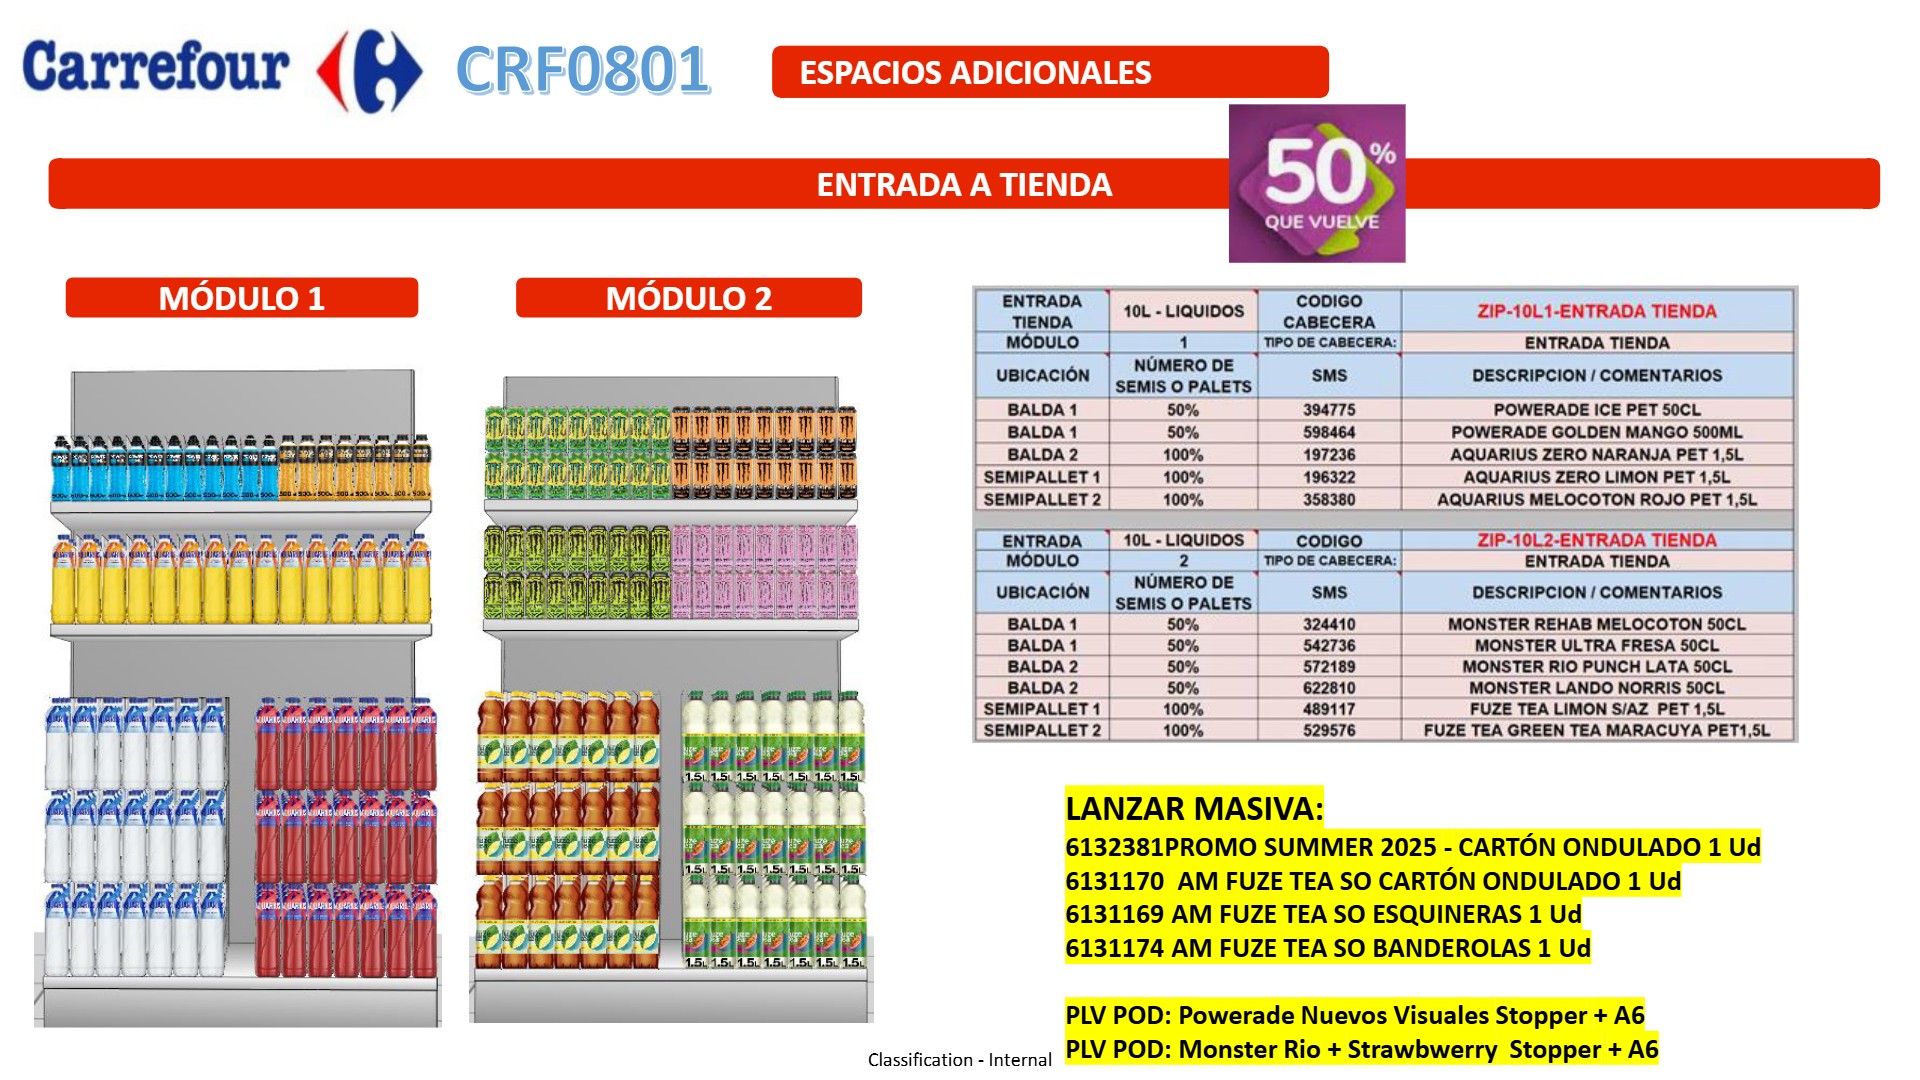 Carrefour
CRF0801
ESPACIOS ADICIONALES
ENTRADA A TIENDA
50%
QUE VUELVE
MÓDULO 1
MÓDULO 2
ENTRADA TIENDA 10L - LIQUIDOS CODIGO CABECERA ZIP-10L1-ENTRADA TIENDA
MÓDULO 1 TIPO DE CABECERA: ENTRADA TIENDA
UBICACIÓN NÚMERO DE SEMIS O PALETS SMS DESCRIPCION / COMENTARIOS
BALDA 1 50% 394775 POWERADE ICE PET 50CL
BALDA 1 50% 598464 POWERADE GOLDEN MANGO 500ML
BALDA 2 100% 197236 AQUARIUS ZERO NARANJA PET 1,5L
SEMIPALLET 1 100% 196322 AQUARIUS ZERO LIMON PET 1,5L
SEMIPALLET 2 100% 358380 AQUARIUS MELOCOTON ROJO PET 1,5L
ENTRADA 10L - LIQUIDOS CODIGO ZIP-10L2-ENTRADA TIENDA
MÓDULO 2 TIPO DE CABECERA: ENTRADA TIENDA
UBICACIÓN NÚMERO DE SEMIS O PALETS SMS DESCRIPCION / COMENTARIOS
BALDA 1 50% 324410 MONSTER REHAB MELOCOTON 50CL
BALDA 1 50% 542736 MONSTER ULTRA FRESA 50CL
BALDA 2 50% 572189 MONSTER RIO PUNCH LATA 50CL
BALDA 2 50% 622810 MONSTER LANDO NORRIS 50CL
SEMIPALLET 1 100% 489117 FUZE TEA LIMON S/AZ PET 1,5L
SEMIPALLET 2 100% 529576 FUZE TEA GREEN TEA MARACUYA PET1,5L
LANZAR MASIVA:
6132381PROMO SUMMER 2025 - CARTÓN ONDULADO 1 Ud
6131170 AM FUZE TEA SO CARTÓN ONDULADO 1 Ud
6131169 AM FUZE TEA SO ESQUINERAS 1 Ud
6131174 AM FUZE TEA SO BANDEROLAS 1 Ud
PLV POD: Powerade Nuevos Visuales Stopper + A6
PLV POD: Monster Rio + Strawbwerry Stopper + A6
Classification - Internal